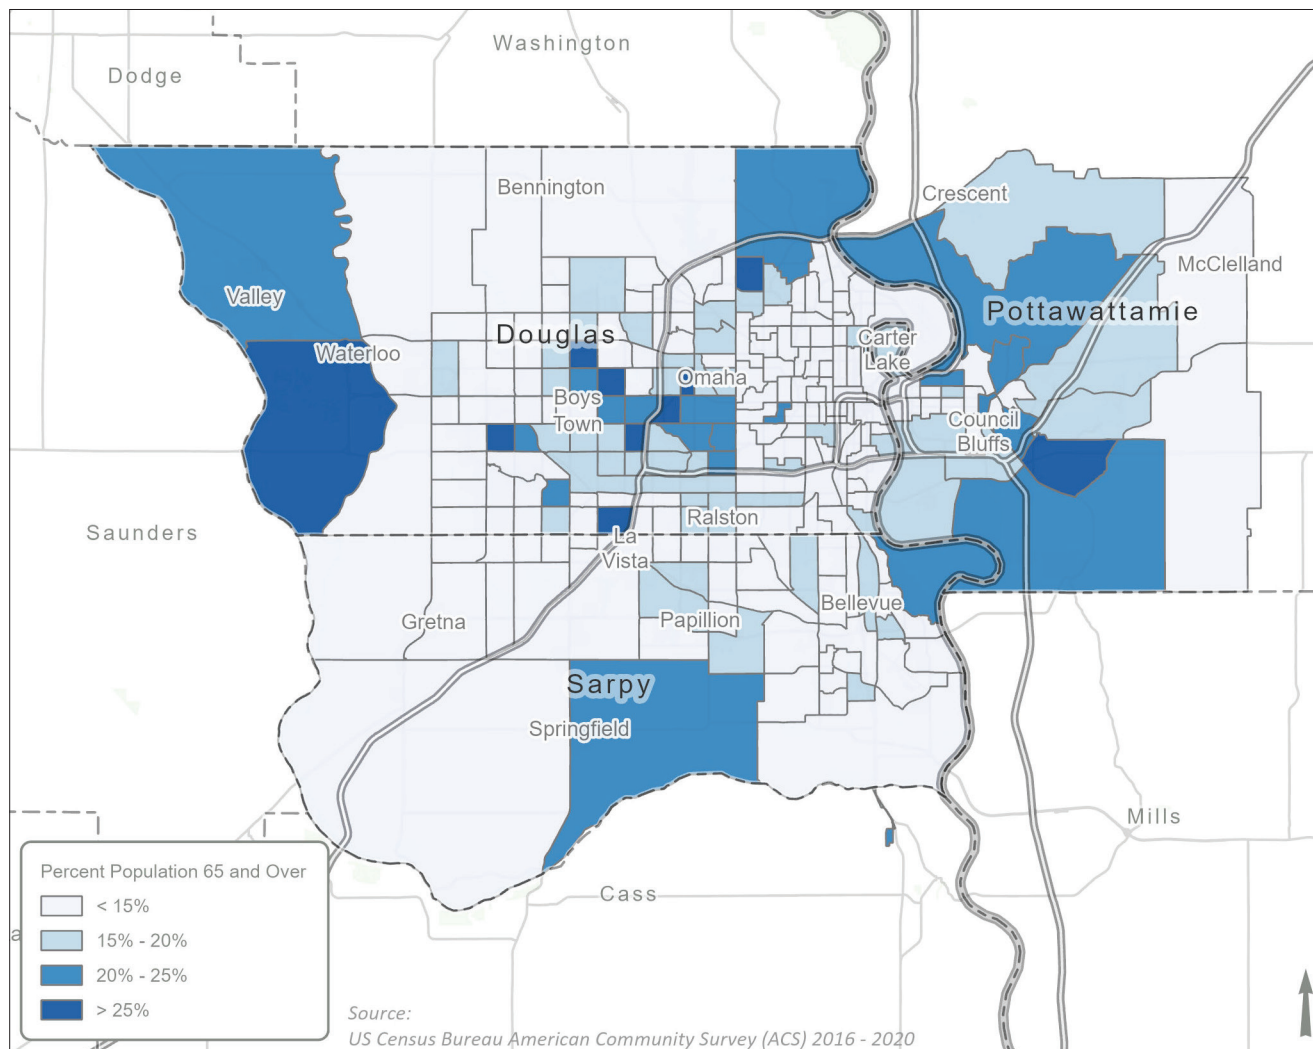 Washington
Dodge
Bennington
Crescent
McClelland
Valley
Pottawattamie
Douglas
Waterloo
Carter
Lake
Omaha
Boys
Town
Council
Bluffs
Ralston
Saunders
La
Vista
Bellevue
Gretna
Papillion
Sarpy
Springfield
Mills
Cass
Percent Population 65 and Over
< 15%
15% - 20%
20% - 25%
> 25%
a
Source:
US Census Bureau American Community Survey (ACS) 2016 - 2020